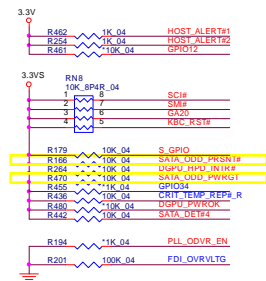 3.3V
R462 1K_04 HOST_ALERT#1
R254 1K_04 HOST_ALERT#2
R461 *10K_04 GPIO12
3.3VS
RN8
10K_8P4R_04
1 8 SCI#
2 7 SMI#
3 6 GA20
4 5 KBC_RST#
R179 10K_04 S_GPIO
R166 10K_04 SATA_ODD_PRSNT#
R264 *10K_04 DGPU_HPD_INTR#
R470 *10K_04 SATA_ODD_PWRGT
R455 1K_04 GPIO34
R436 10K_04 CRIT_TEMP_REP#_R
R480 *10K_04 DGPU_PWROK
R442 10K_04 SATA_DET#4
R194 *1K_04 PLL_ODVR_EN
R201 100K_04 FDI_OVRVLTG